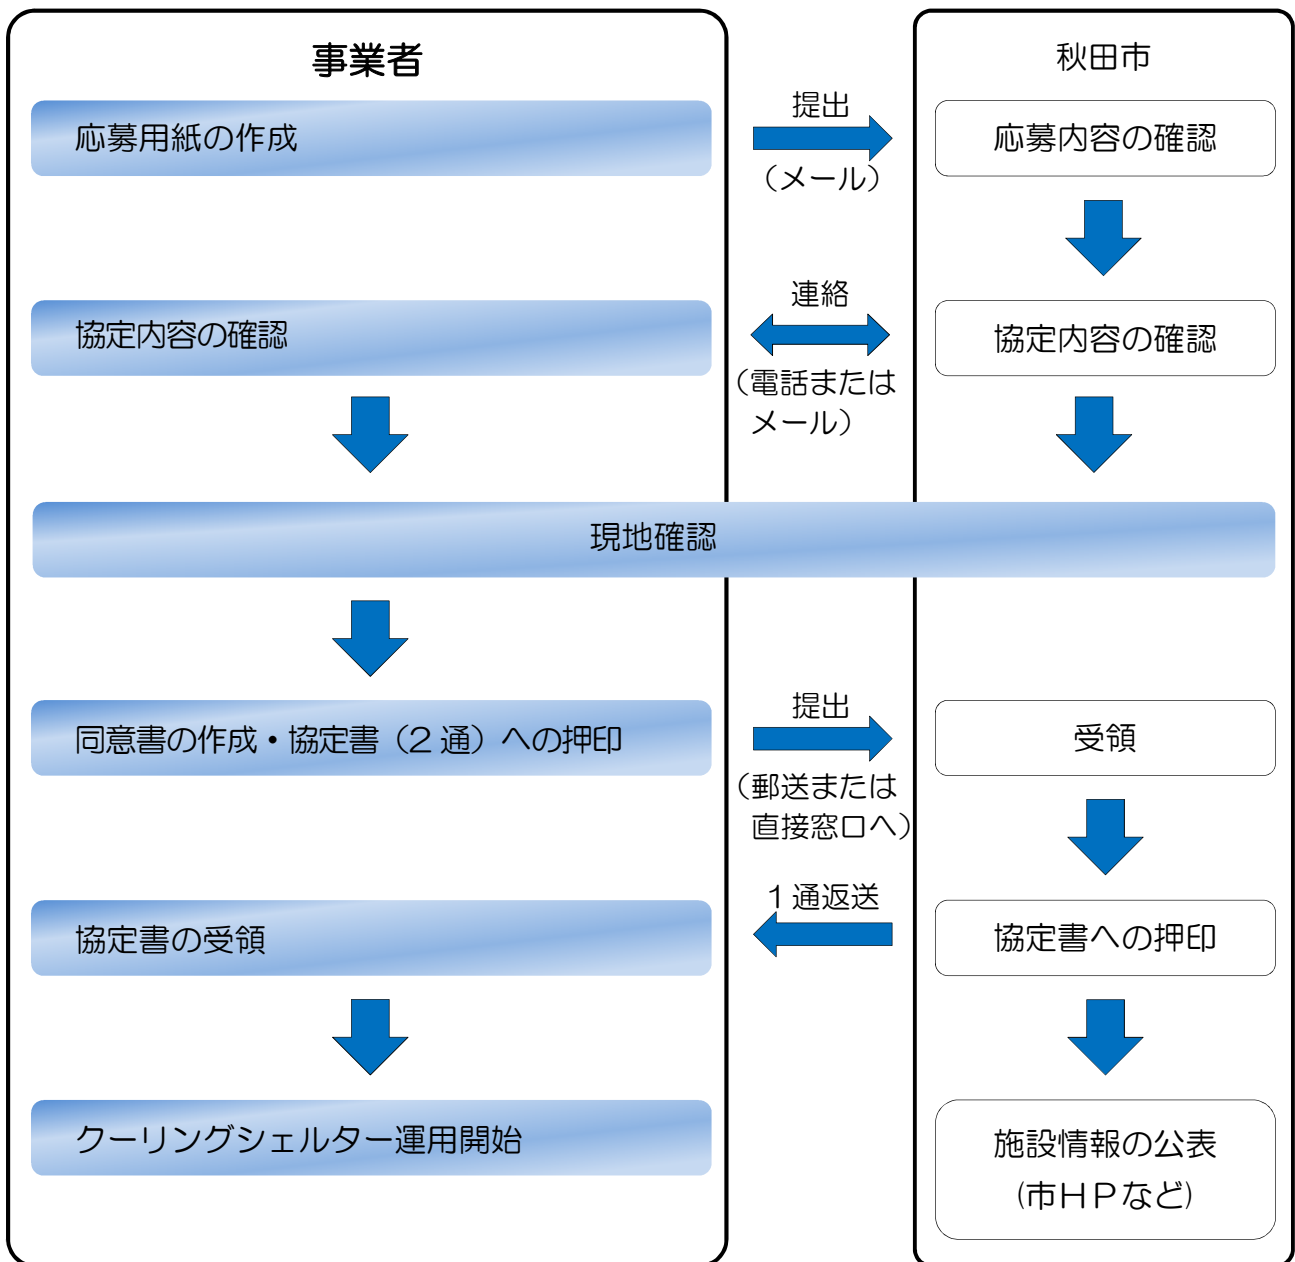 事業者
秋田市
応募用紙の作成
提出
（メール）
応募内容の確認
協定内容の確認
連絡
（電話または
メール）
協定内容の確認
現地確認
同意書の作成・協定書（２通）への押印
提出
（郵送または
直接窓口へ）
受領
協定書の受領
１通返送
協定書への押印
クーリングシェルター運用開始
施設情報の公表
(市ＨＰなど)